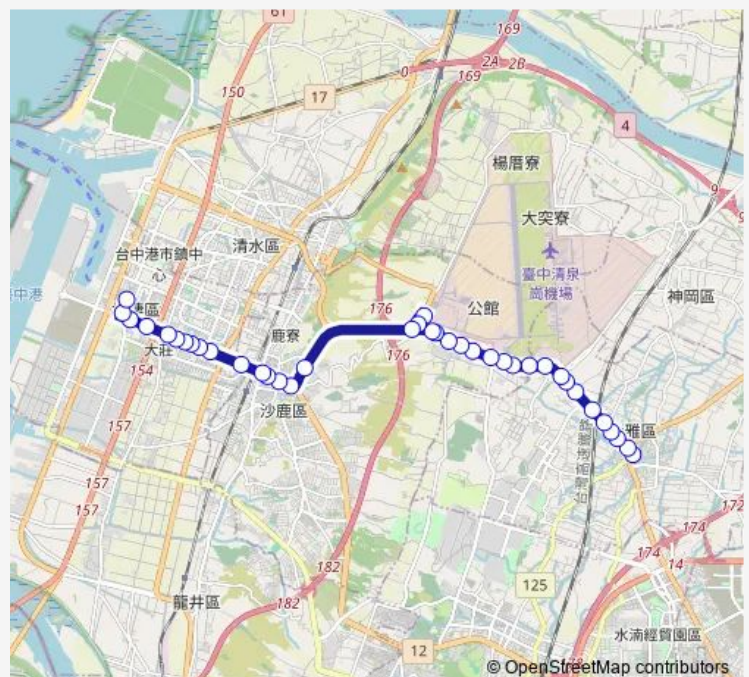 61
169
2A
2B
0
169
150
17
4
楊厝寮
9
大突寮
清水區
台中港市鎮中
心
臺中清泉
崗機場
中港
神岡區
176
公館
鹿寮
大莊
176
154
沙鹿區
雅區
157
157
172
174
182
174
14
125
龍井區
182
水湳經貿園區
12
© OpenStreetMap contributors